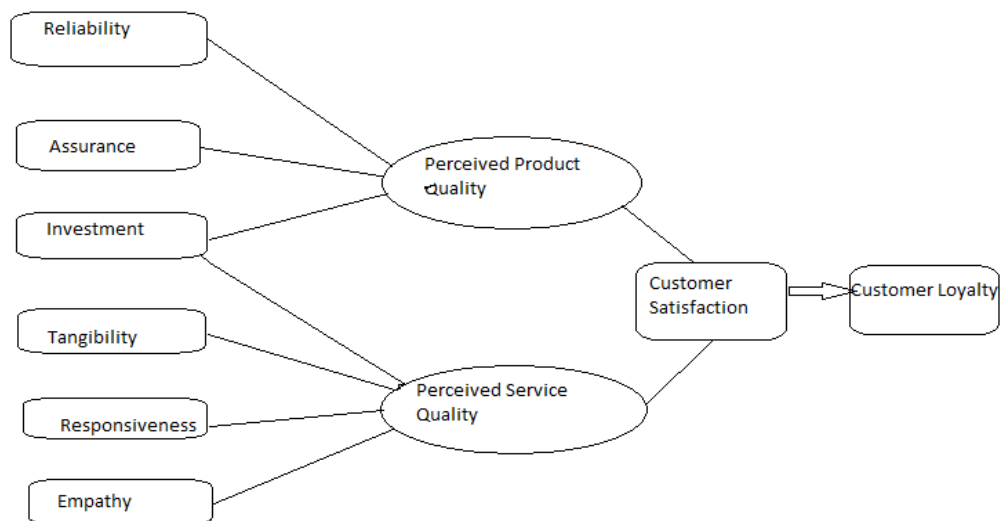 Reliability
Assurance
Investment
Tangibility
Responsiveness
Empathy
Perceived Product
Quality
Perceived Service
Quality
Customer
Satisfaction
Customer Loyalty